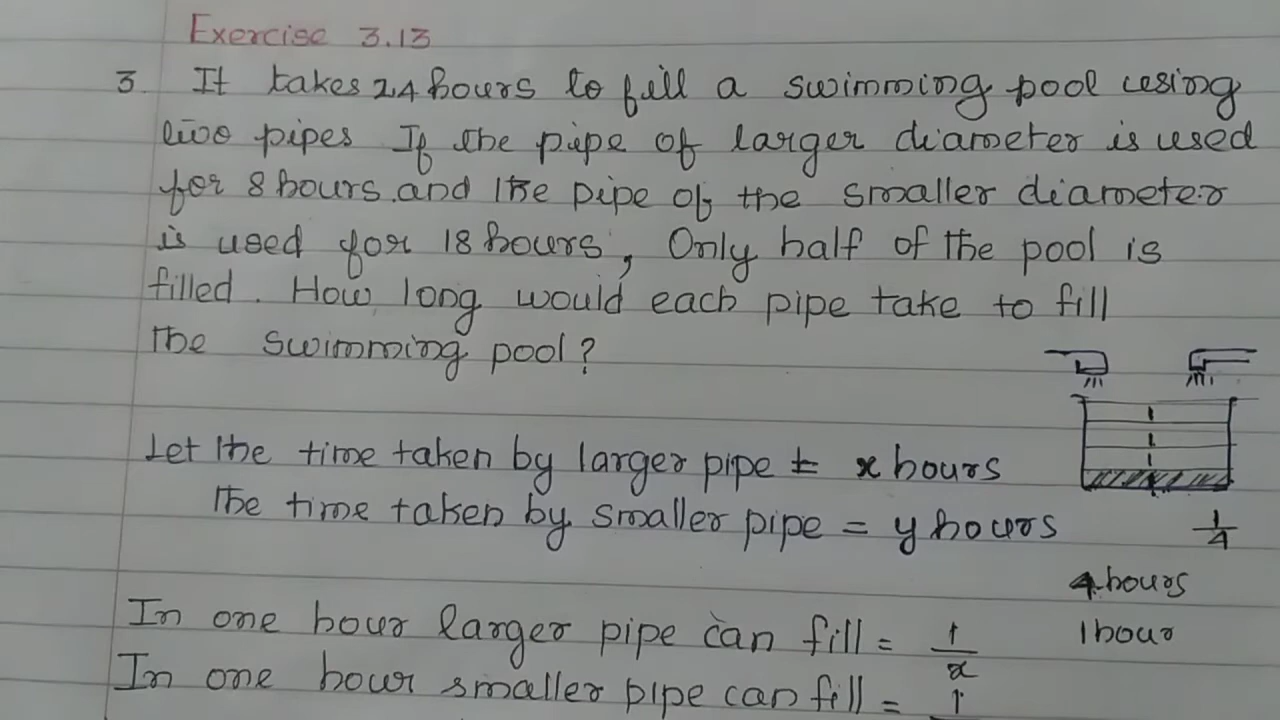 Exercise 3.13
3. It takes 24 hours to fill a swimming pool using
two pipes If the pipe of larger diameter is used
for 8 hours and the pipe of the smaller diameter
is used for 18 hours, Only half of the pool is
filled. How long would each pipe take to fill
the swimming pool?
Let the time taken by larger pipe = x hours
The time taken by smaller pipe = y hours
1/4
4 hours
In one hour larger pipe can fill = 1/x
1 hour
In one hour smaller pipe can fill = 1